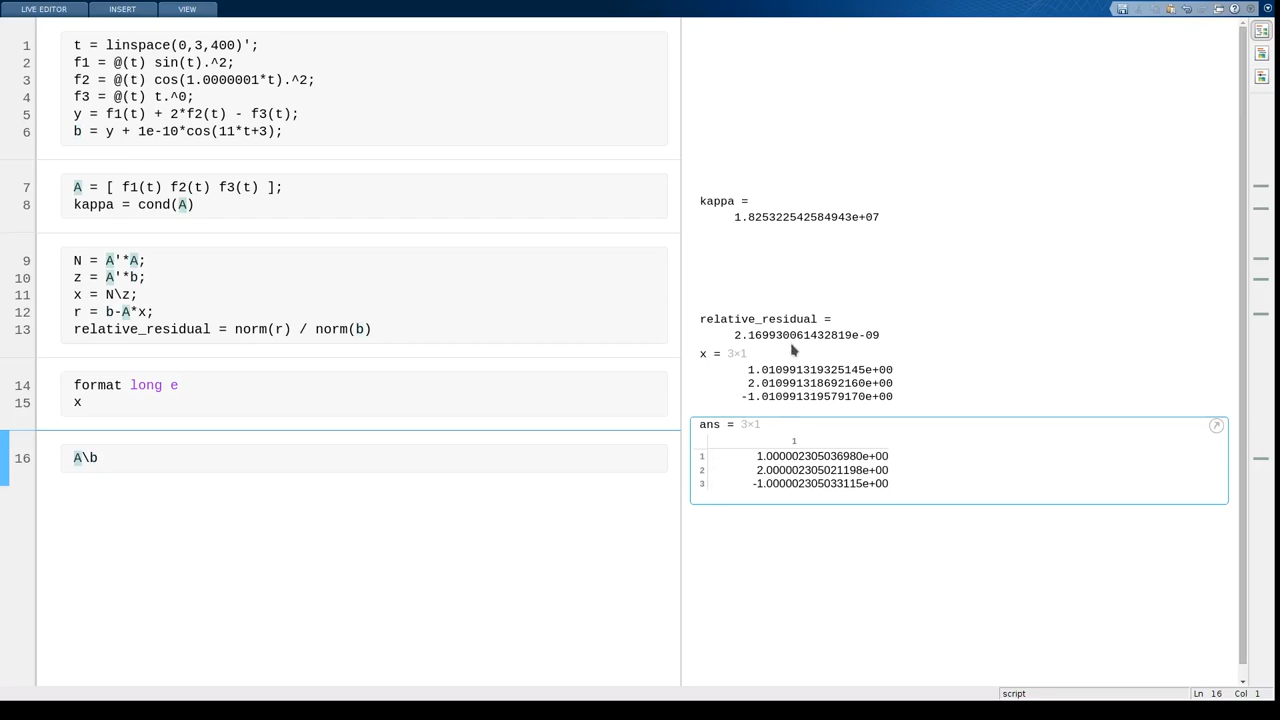 LIVE EDITOR INSERT VIEW
1 t = linspace(0,3,400)';
2 f1 = @(t) sin(t).^2;
3 f2 = @(t) cos(1.0000001*t).^2;
4 f3 = @(t) t.^0;
5 y = f1(t) + 2*f2(t) - f3(t);
6 b = y + 1e-10*cos(11*t+3);
7 A = [ f1(t) f2(t) f3(t) ];
8 kappa = cond(A)
kappa =
1.825322542584943e+07
9 N = A'*A;
10 z = A'*b;
11 x = N\z;
12 r = b-A*x;
13 relative_residual = norm(r) / norm(b)
relative_residual =
2.169930061432819e-09
14 format long e
15 x
x = 3×1
1.010991319325145e+00
2.010991318692160e+00
-1.010991319579170e+00
16 A\b
ans = 3×1
1
1 1.000002305036980e+00
2 2.000002305021198e+00
3 -1.000002305033115e+00
script Ln 16 Col 1